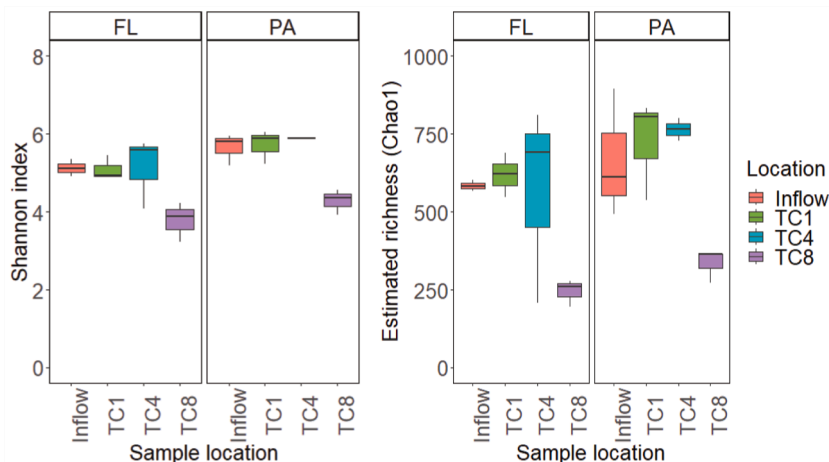 FL PA
Shannon index
8
6
4
2
0
Inflow TC1 TC4 TC8 Inflow TC1 TC4 TC8
Sample location
FL PA
Estimated richness (Chao1)
1000
750
500
250
0
Inflow TC1 TC4 TC8 Inflow TC1 TC4 TC8
Sample location
Location
Inflow
TC1
TC4
TC8